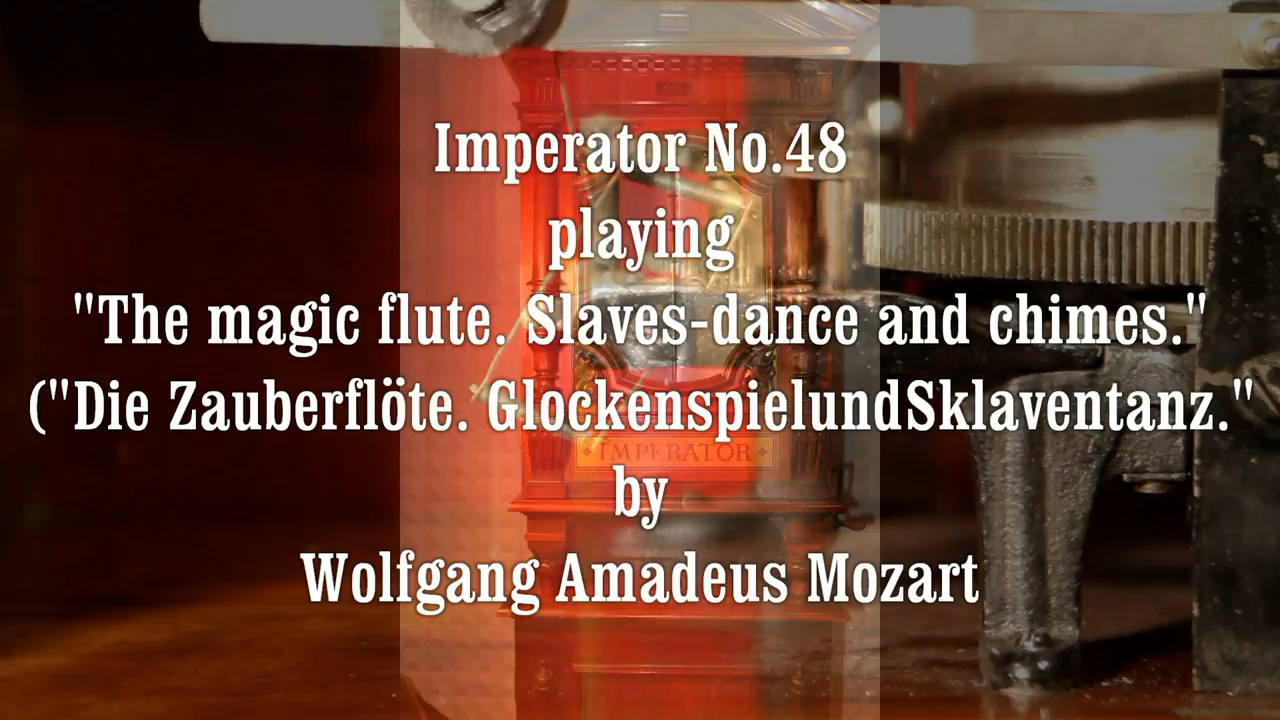 Imperator No.48
playing
"The magic flute. Slaves-dance and chimes."
("Die Zauberflöte. GlockenspielundSklaventanz."
IMPERATOR
by
Wolfgang Amadeus Mozart